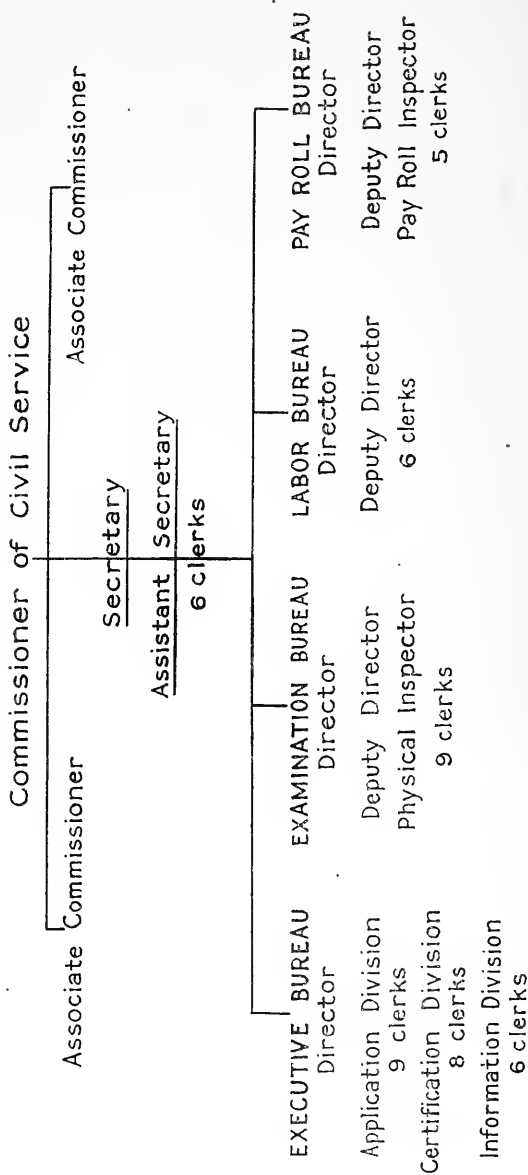 Commissioner of Civil Service
Associate Commissioner
Associate Commissioner
Secretary
Assistant Secretary
6 clerks
EXECUTIVE BUREAU
Director
Application Division
9 clerks
Certification Division
8 clerks
Information Division
6 clerks
EXAMINATION BUREAU
Director
Deputy Director
Physical Inspector
9 clerks
LABOR BUREAU
Director
Deputy Director
6 clerks
PAY ROLL BUREAU
Director
Deputy Director
Pay Roll Inspector
5 clerks